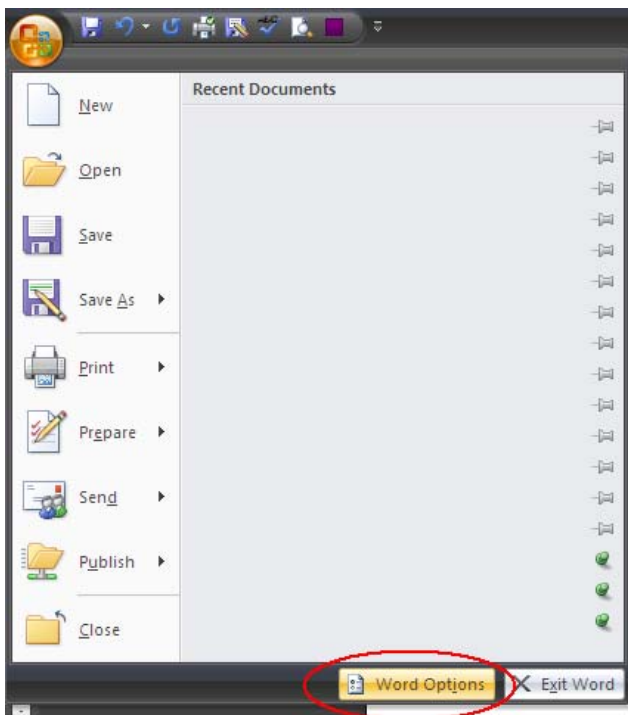 Recent Documents
New
Open
Save
Save As
Print
Prepare
Send
Publish
Close
Word Options
Exit Word